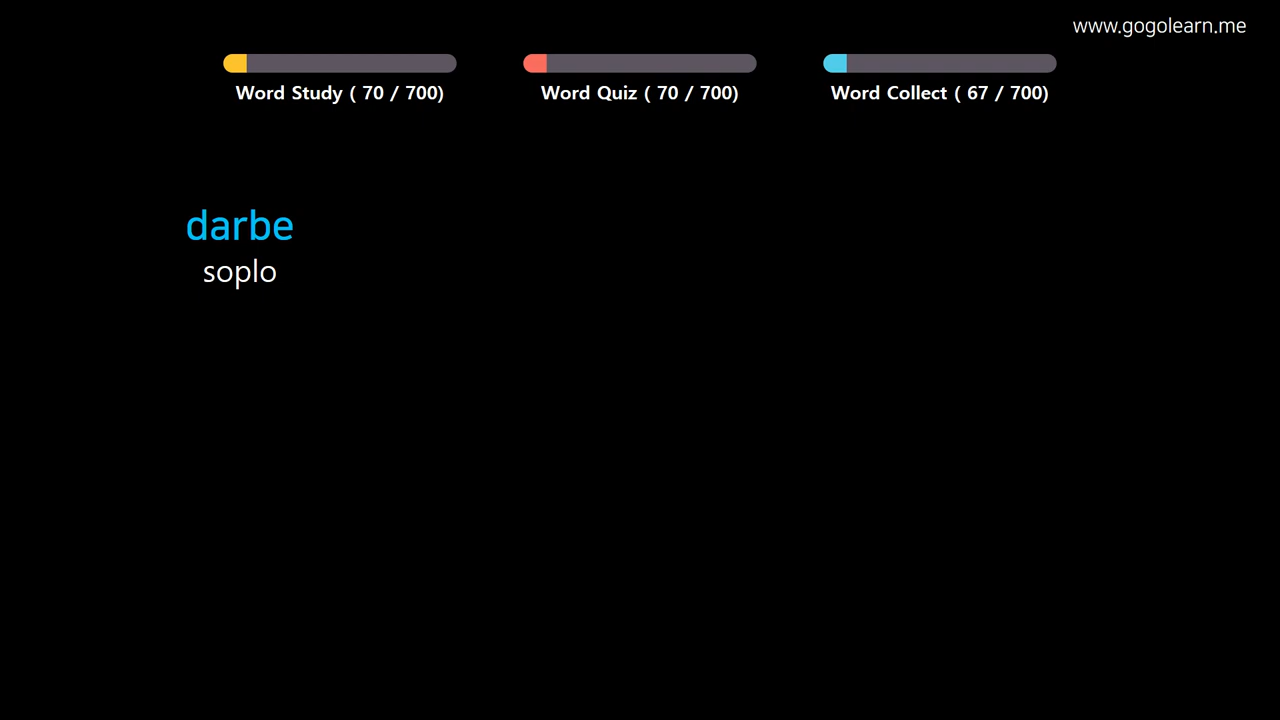 www.gogolearn.me
Word Study ( 70 / 700)
Word Quiz ( 70 / 700)
Word Collect ( 67 / 700)
darbe
soplo